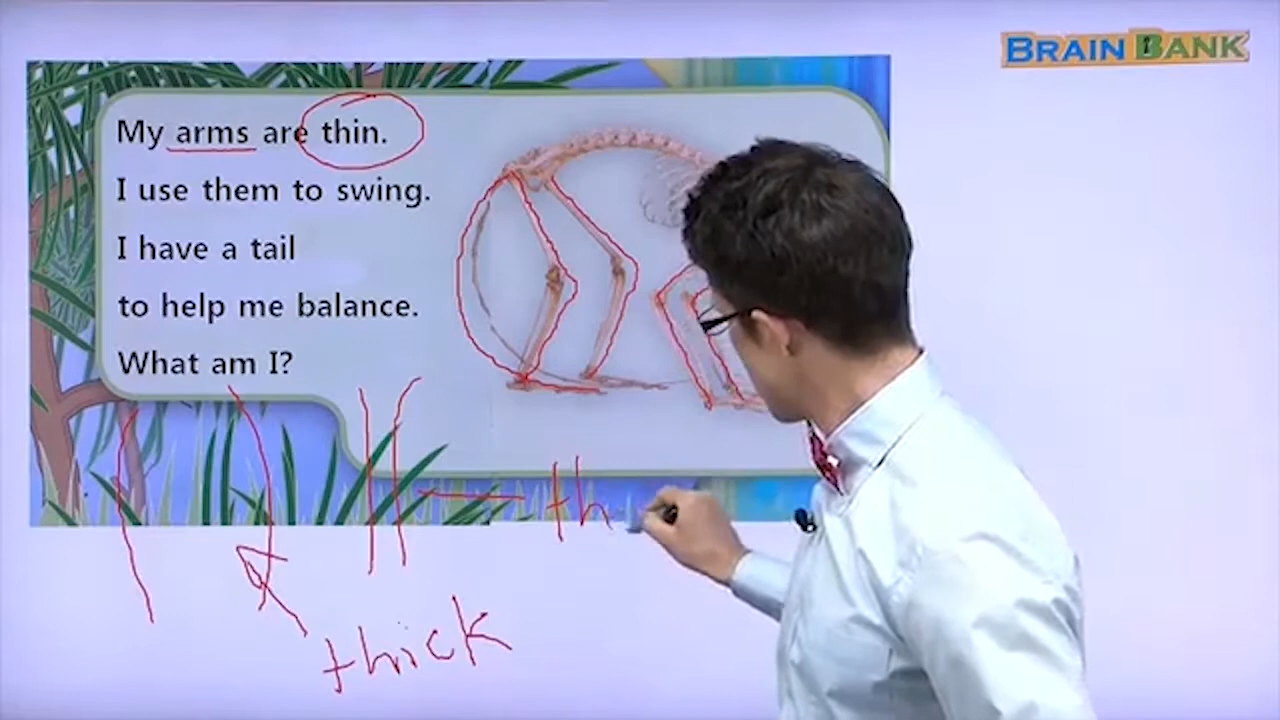 BRAIN BANK
My arms are thin.
I use them to swing.
I have a tail
to help me balance.
What am I?
th
thick